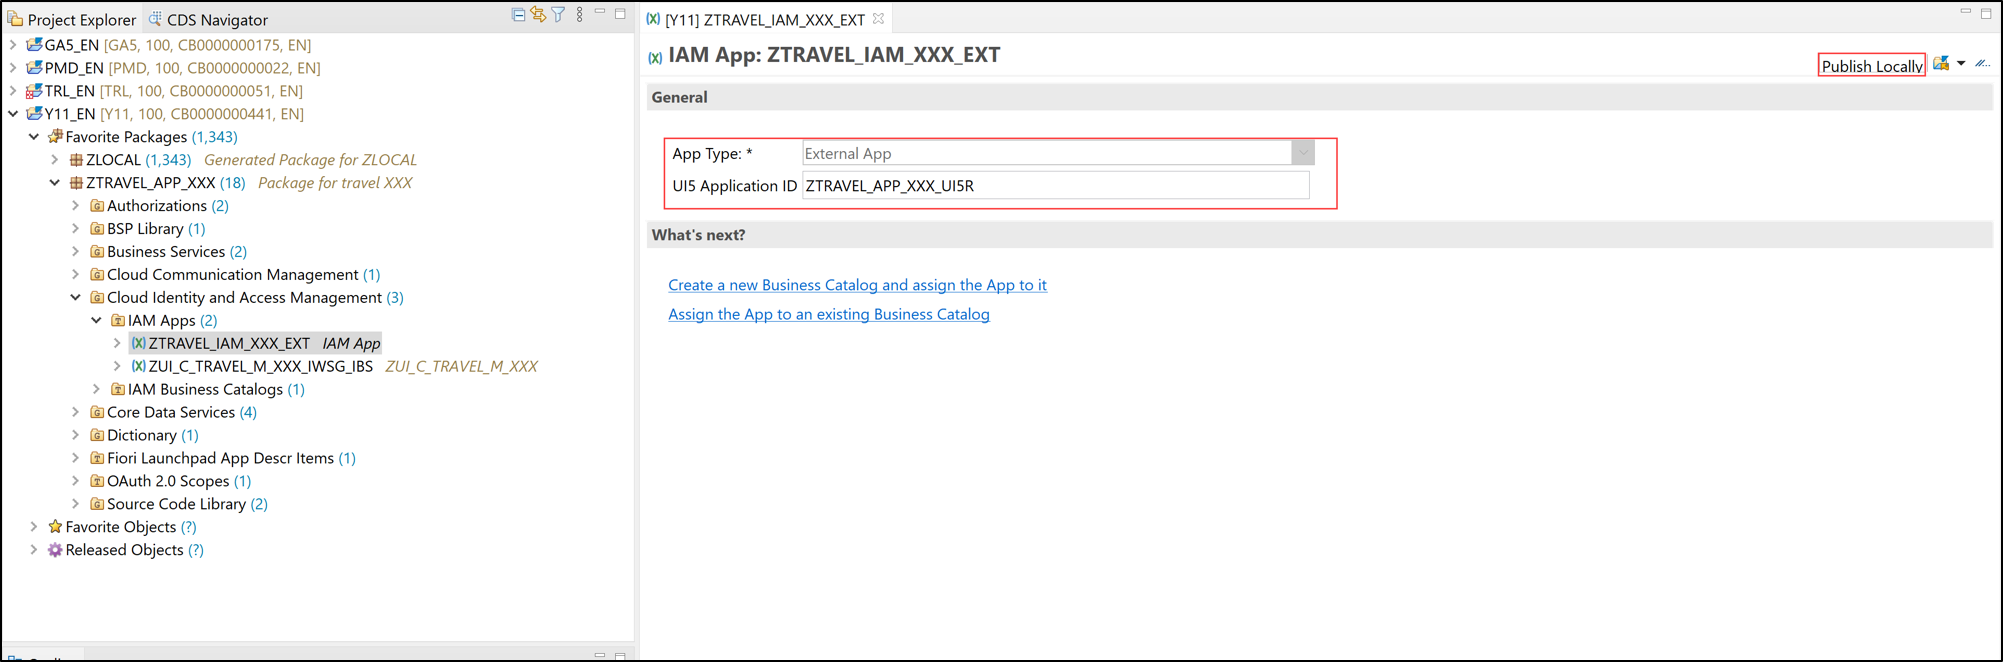 Project Explorer CDS Navigator
GA5_EN [GA5, 100, CB0000000175, EN]
PMD_EN [PMD, 100, CB0000000022, EN]
TRL_EN [TRL, 100, CB0000000051, EN]
Y11_EN [Y11, 100, CB0000000441, EN]
Favorite Packages (1,343)
ZLOCAL (1,343) Generated Package for ZLOCAL
ZTRAVEL_APP_XXX (18) Package for travel XXX
Authorizations (2)
BSP Library (1)
Business Services (2)
Cloud Communication Management (1)
Cloud Identity and Access Management (3)
IAM Apps (2)
ZTRAVEL_IAM_XXX_EXT IAM App
ZUI_C_TRAVEL_M_XXX_IWSG_IBS ZUI_C_TRAVEL_M_XXX
IAM Business Catalogs (1)
Core Data Services (4)
Dictionary (1)
Fiori Launchpad App Descr Items (1)
OAuth 2.0 Scopes (1)
Source Code Library (2)
Favorite Objects (?)
Released Objects (?)
[Y11] ZTRAVEL_IAM_XXX_EXT
IAM App: ZTRAVEL_IAM_XXX_EXT
Publish Locally
General
App Type: * External App
UI5 Application ID ZTRAVEL_APP_XXX_UI5R
What's next?
Create a new Business Catalog and assign the App to it
Assign the App to an existing Business Catalog